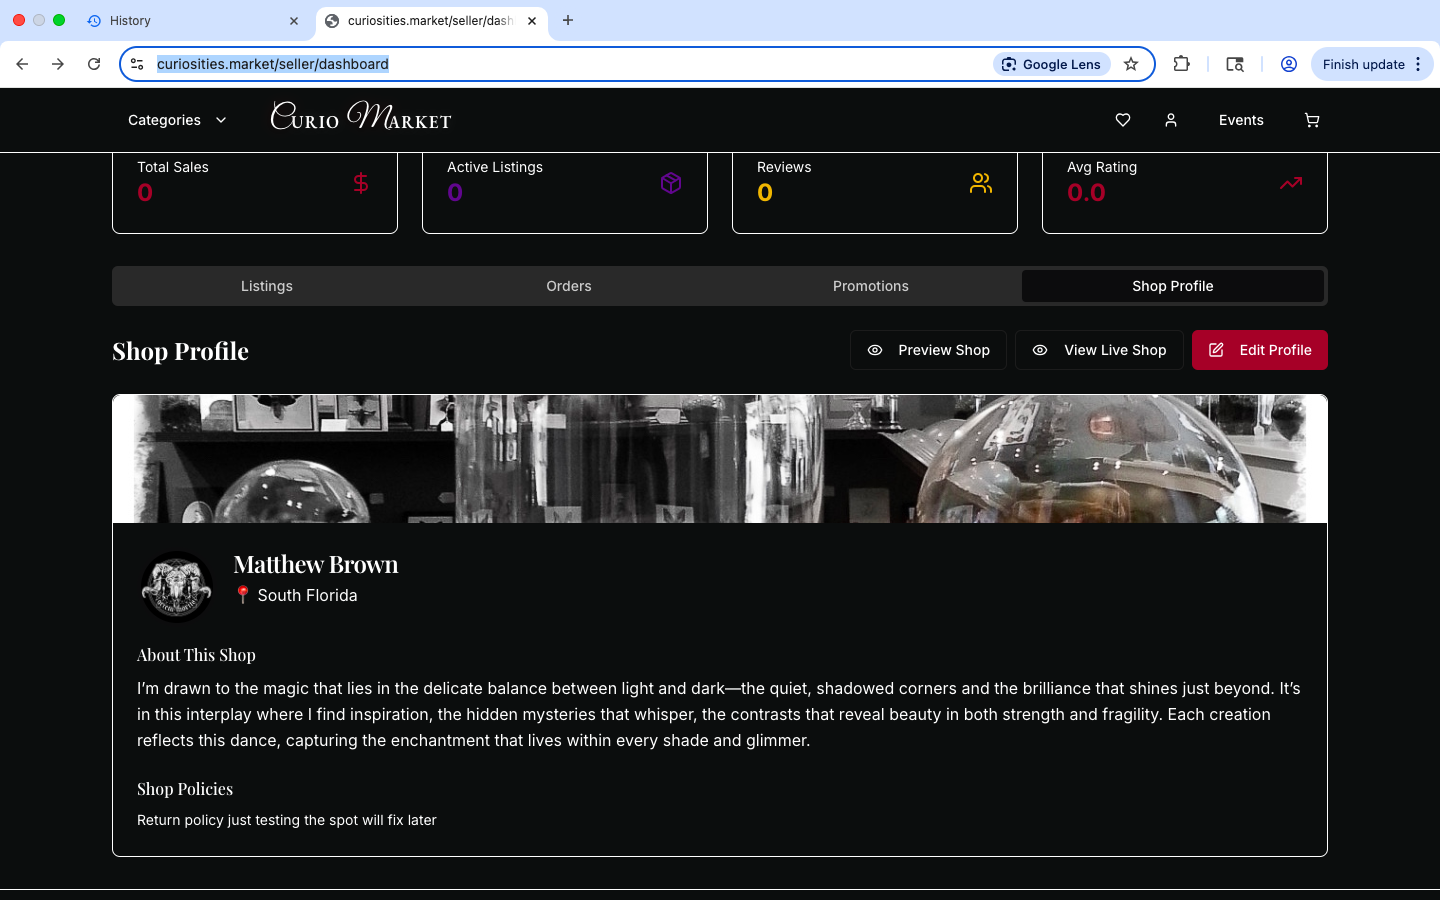 History
curiosities.market/seller/dash
curiosities.market/seller/dashboard
Google Lens
Finish update
Categories
Curio Market
Events
Total Sales
0
Active Listings
0
Reviews
0
Avg Rating
0.0
Listings
Orders
Promotions
Shop Profile
Shop Profile
Preview Shop
View Live Shop
Edit Profile
Matthew Brown
South Florida
About This Shop
I’m drawn to the magic that lies in the delicate balance between light and dark—the quiet, shadowed corners and the brilliance that shines just beyond. It’s
in this interplay where I find inspiration, the hidden mysteries that whisper, the contrasts that reveal beauty in both strength and fragility. Each creation
reflects this dance, capturing the enchantment that lives within every shade and glimmer.
Shop Policies
Return policy just testing the spot will fix later